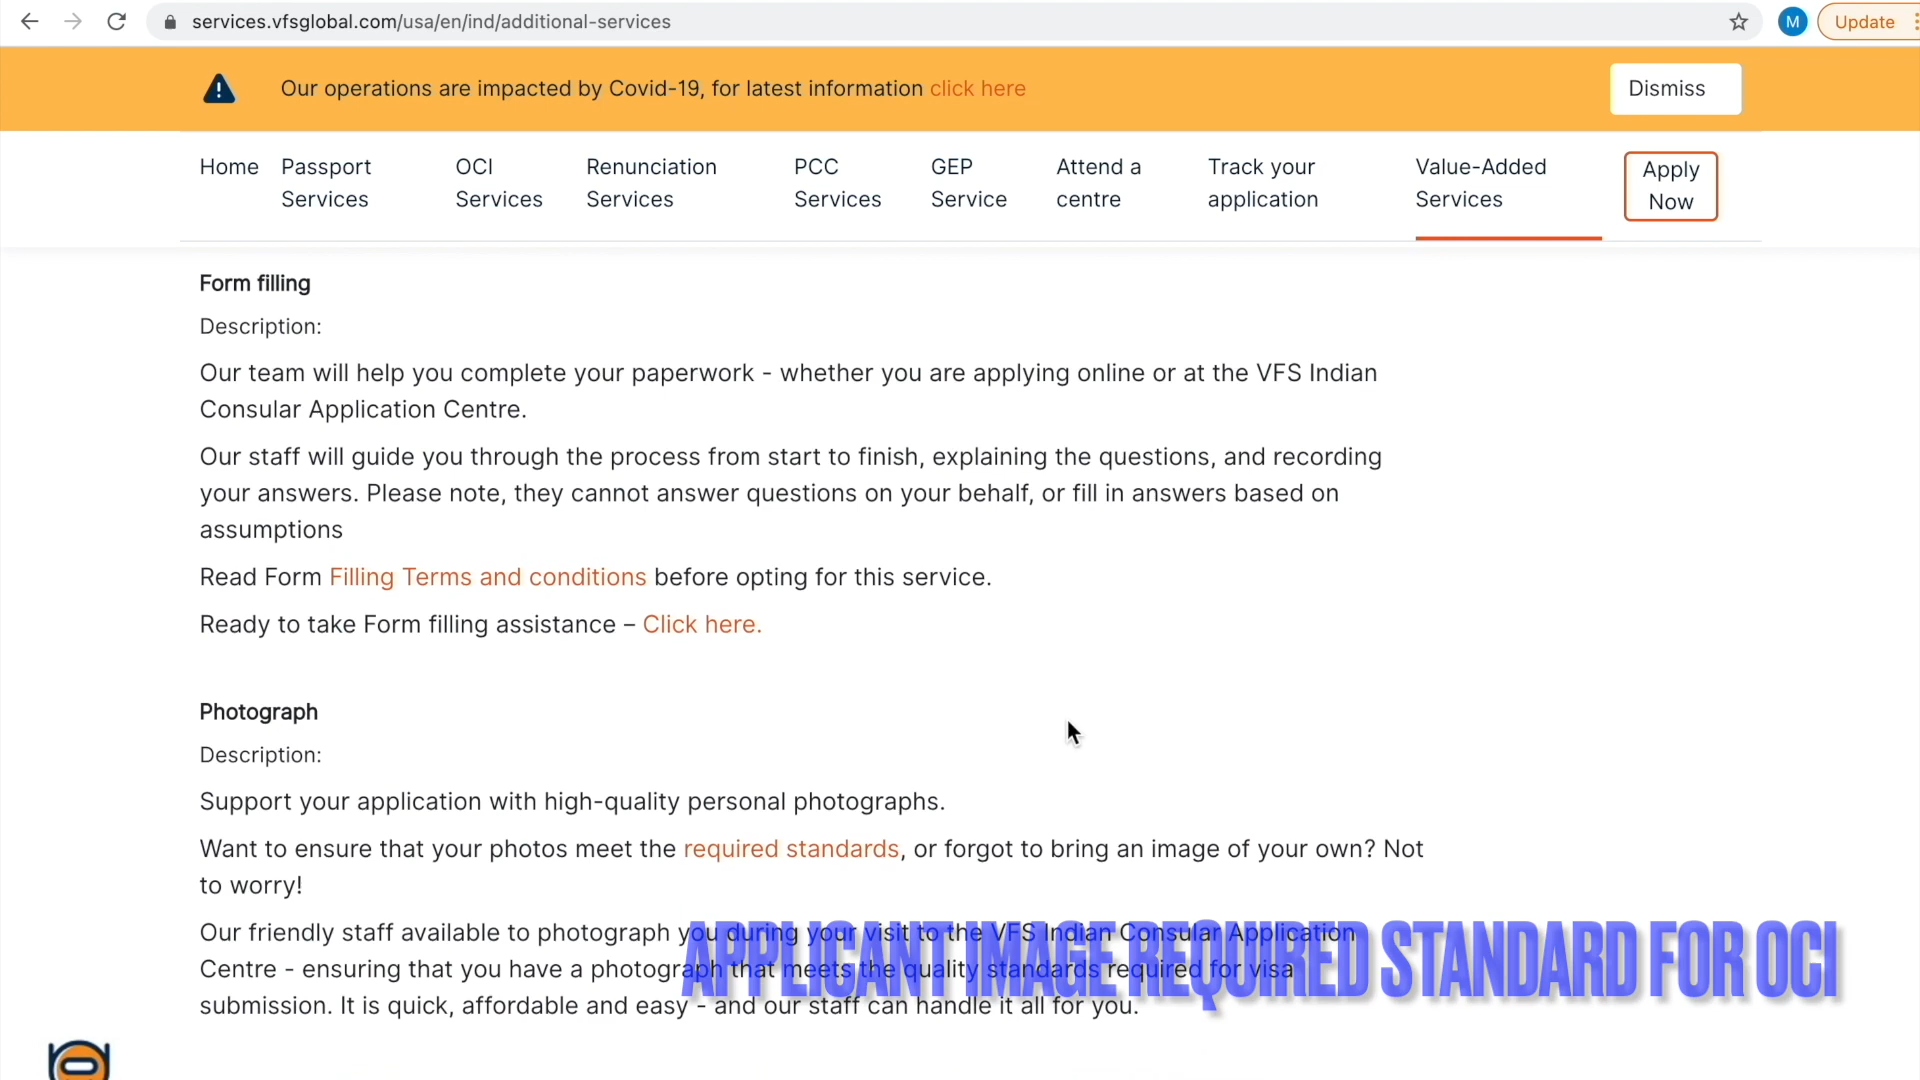 services.vfsglobal.com/usa/en/ind/additional-services
M
Update
Our operations are impacted by Covid-19, for latest information click here
Dismiss
Home
Passport
Services
OCI
Services
Renunciation
Services
PCC
Services
GEP
Service
Attend a
centre
Track your
application
Value-Added
Services
Apply
Now
Form filling
Description:
Our team will help you complete your paperwork - whether you are applying online or at the VFS Indian
Consular Application Centre.
Our staff will guide you through the process from start to finish, explaining the questions, and recording
your answers. Please note, they cannot answer questions on your behalf, or fill in answers based on
assumptions
Read Form Filling Terms and conditions before opting for this service.
Ready to take Form filling assistance – Click here.
Photograph
Description:
Support your application with high-quality personal photographs.
Want to ensure that your photos meet the required standards, or forgot to bring an image of your own? Not
to worry!
Our friendly staff available to photograph you during your visit to the VFS Indian Consular Application
Centre - ensuring that you have a photograph that meets the quality standards required for visa
submission. It is quick, affordable and easy - and our staff can handle it all for you.
APPLICANT IMAGE REQUIRED STANDARD FOR OCI